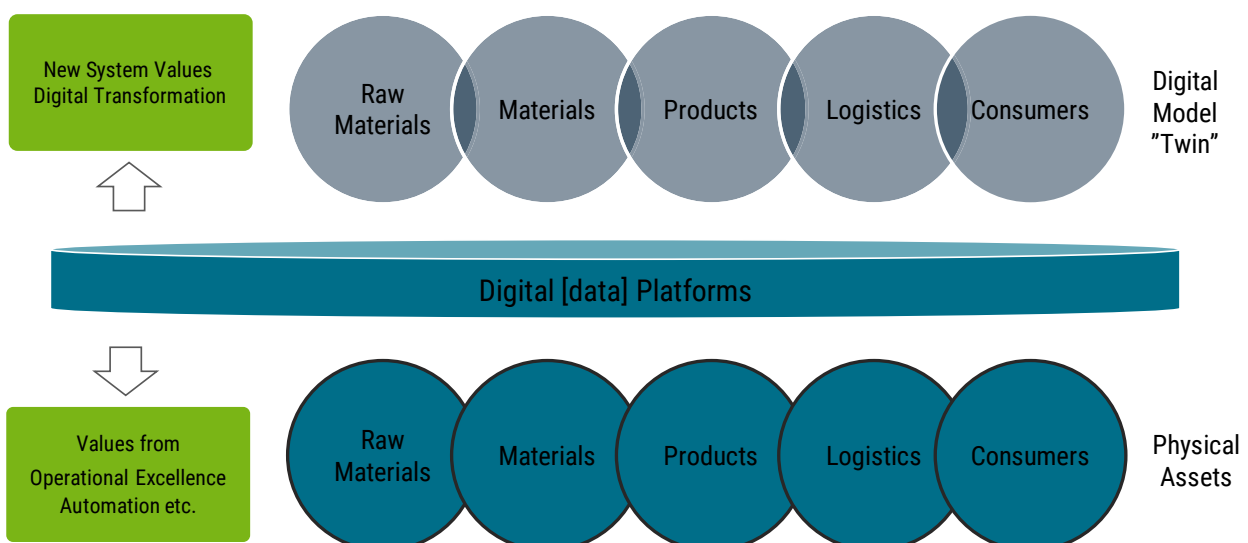 New System Values
Digital Transformation
Raw
Materials
Materials
Products
Logistics
Consumers
Digital
Model
”Twin”
Digital [data] Platforms
Values from
Operational Excellence
Automation etc.
Raw
Materials
Materials
Products
Logistics
Consumers
Physical
Assets